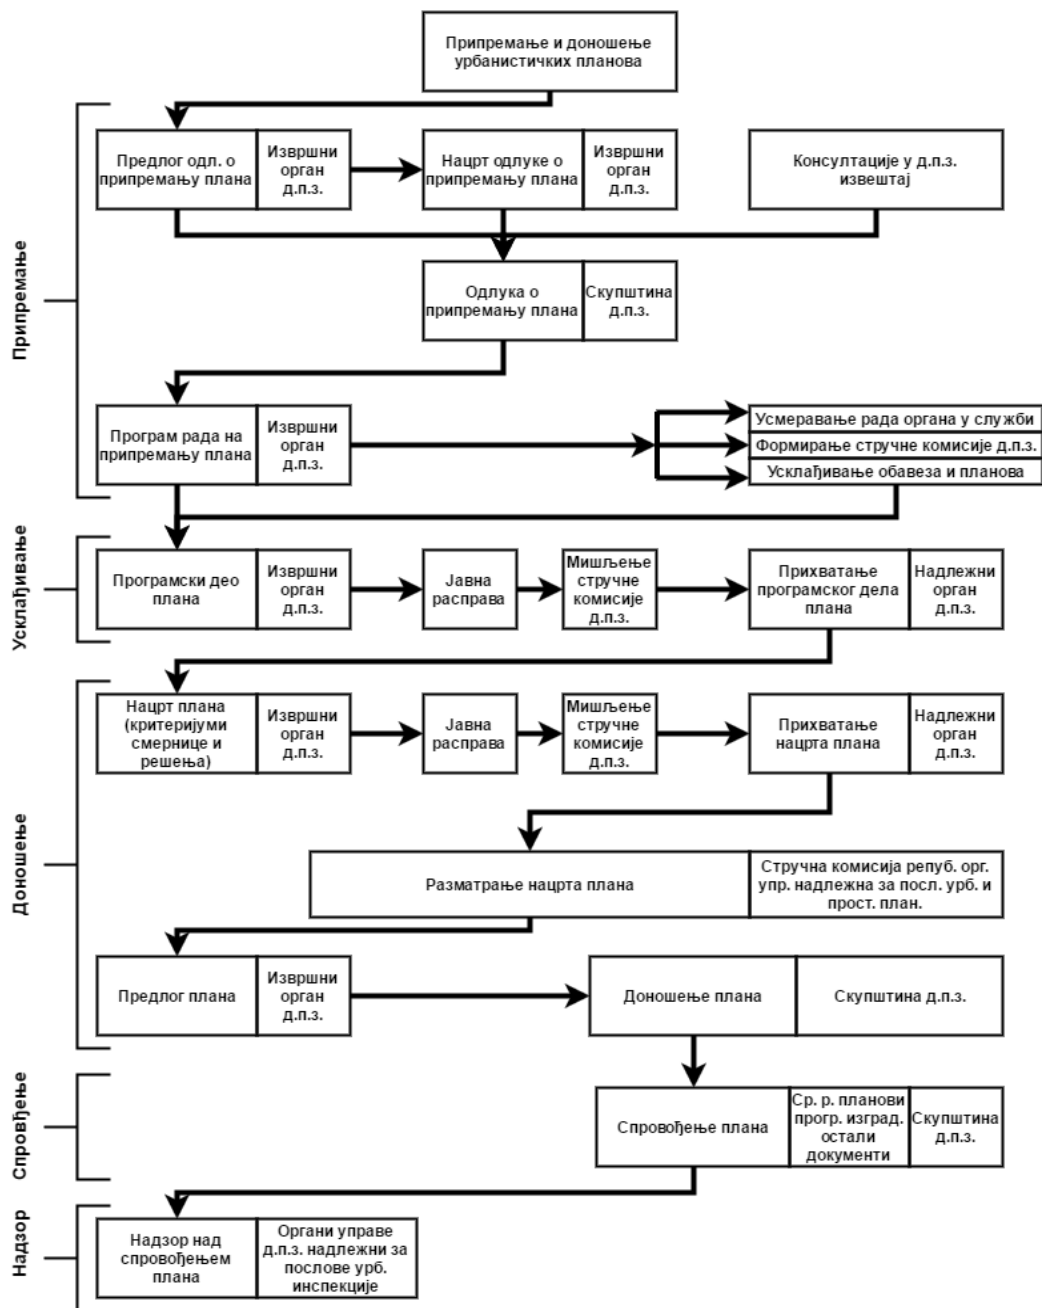 Припремање и доношење
урбанистичких планова
Припремање
Предлог одл. о
припремању плана
Извршни
орган
д.п.з.
Нацрт одлуке о
припремању плана
Извршни
орган
д.п.з.
Консултације у д.п.з.
извештај
Одлука о
припремању плана
Скупштина
д.п.з.
Програм рада на
припремању плана
Извршни
орган
д.п.з.
Усмеравање рада органа у служби
Формирање стручне комисије д.п.з.
Усклађивање обавеза и планова
Усклађивање
Програмски део
плана
Извршни
орган
д.п.з.
Јавна
расправа
Мишљење
стручне
комисије
д.п.з.
Прихватање
програмског дела
плана
Надлежни
орган
д.п.з.
Доношење
Нацрт плана
(критеријуми
смернице и
решења)
Извршни
орган
д.п.з.
Јавна
расправа
Мишљење
стручне
комисије
д.п.з.
Прихватање
нацрта плана
Надлежни
орган
д.п.з.
Разматрање нацрта плана
Стручна комисија репуб. орг.
упр. надлежна за посл. урб. и
прост. план.
Предлог плана
Извршни
орган
д.п.з.
Доношење плана
Скупштина д.п.з.
Спровђење
Спровођење плана
Ср. р. планови
прогр. изград.
остали
документи
Скупштина
д.п.з.
Надзор
Надзор над
спровођењем
плана
Органи управе
д.п.з. надлежни за
послове урб.
инспекције